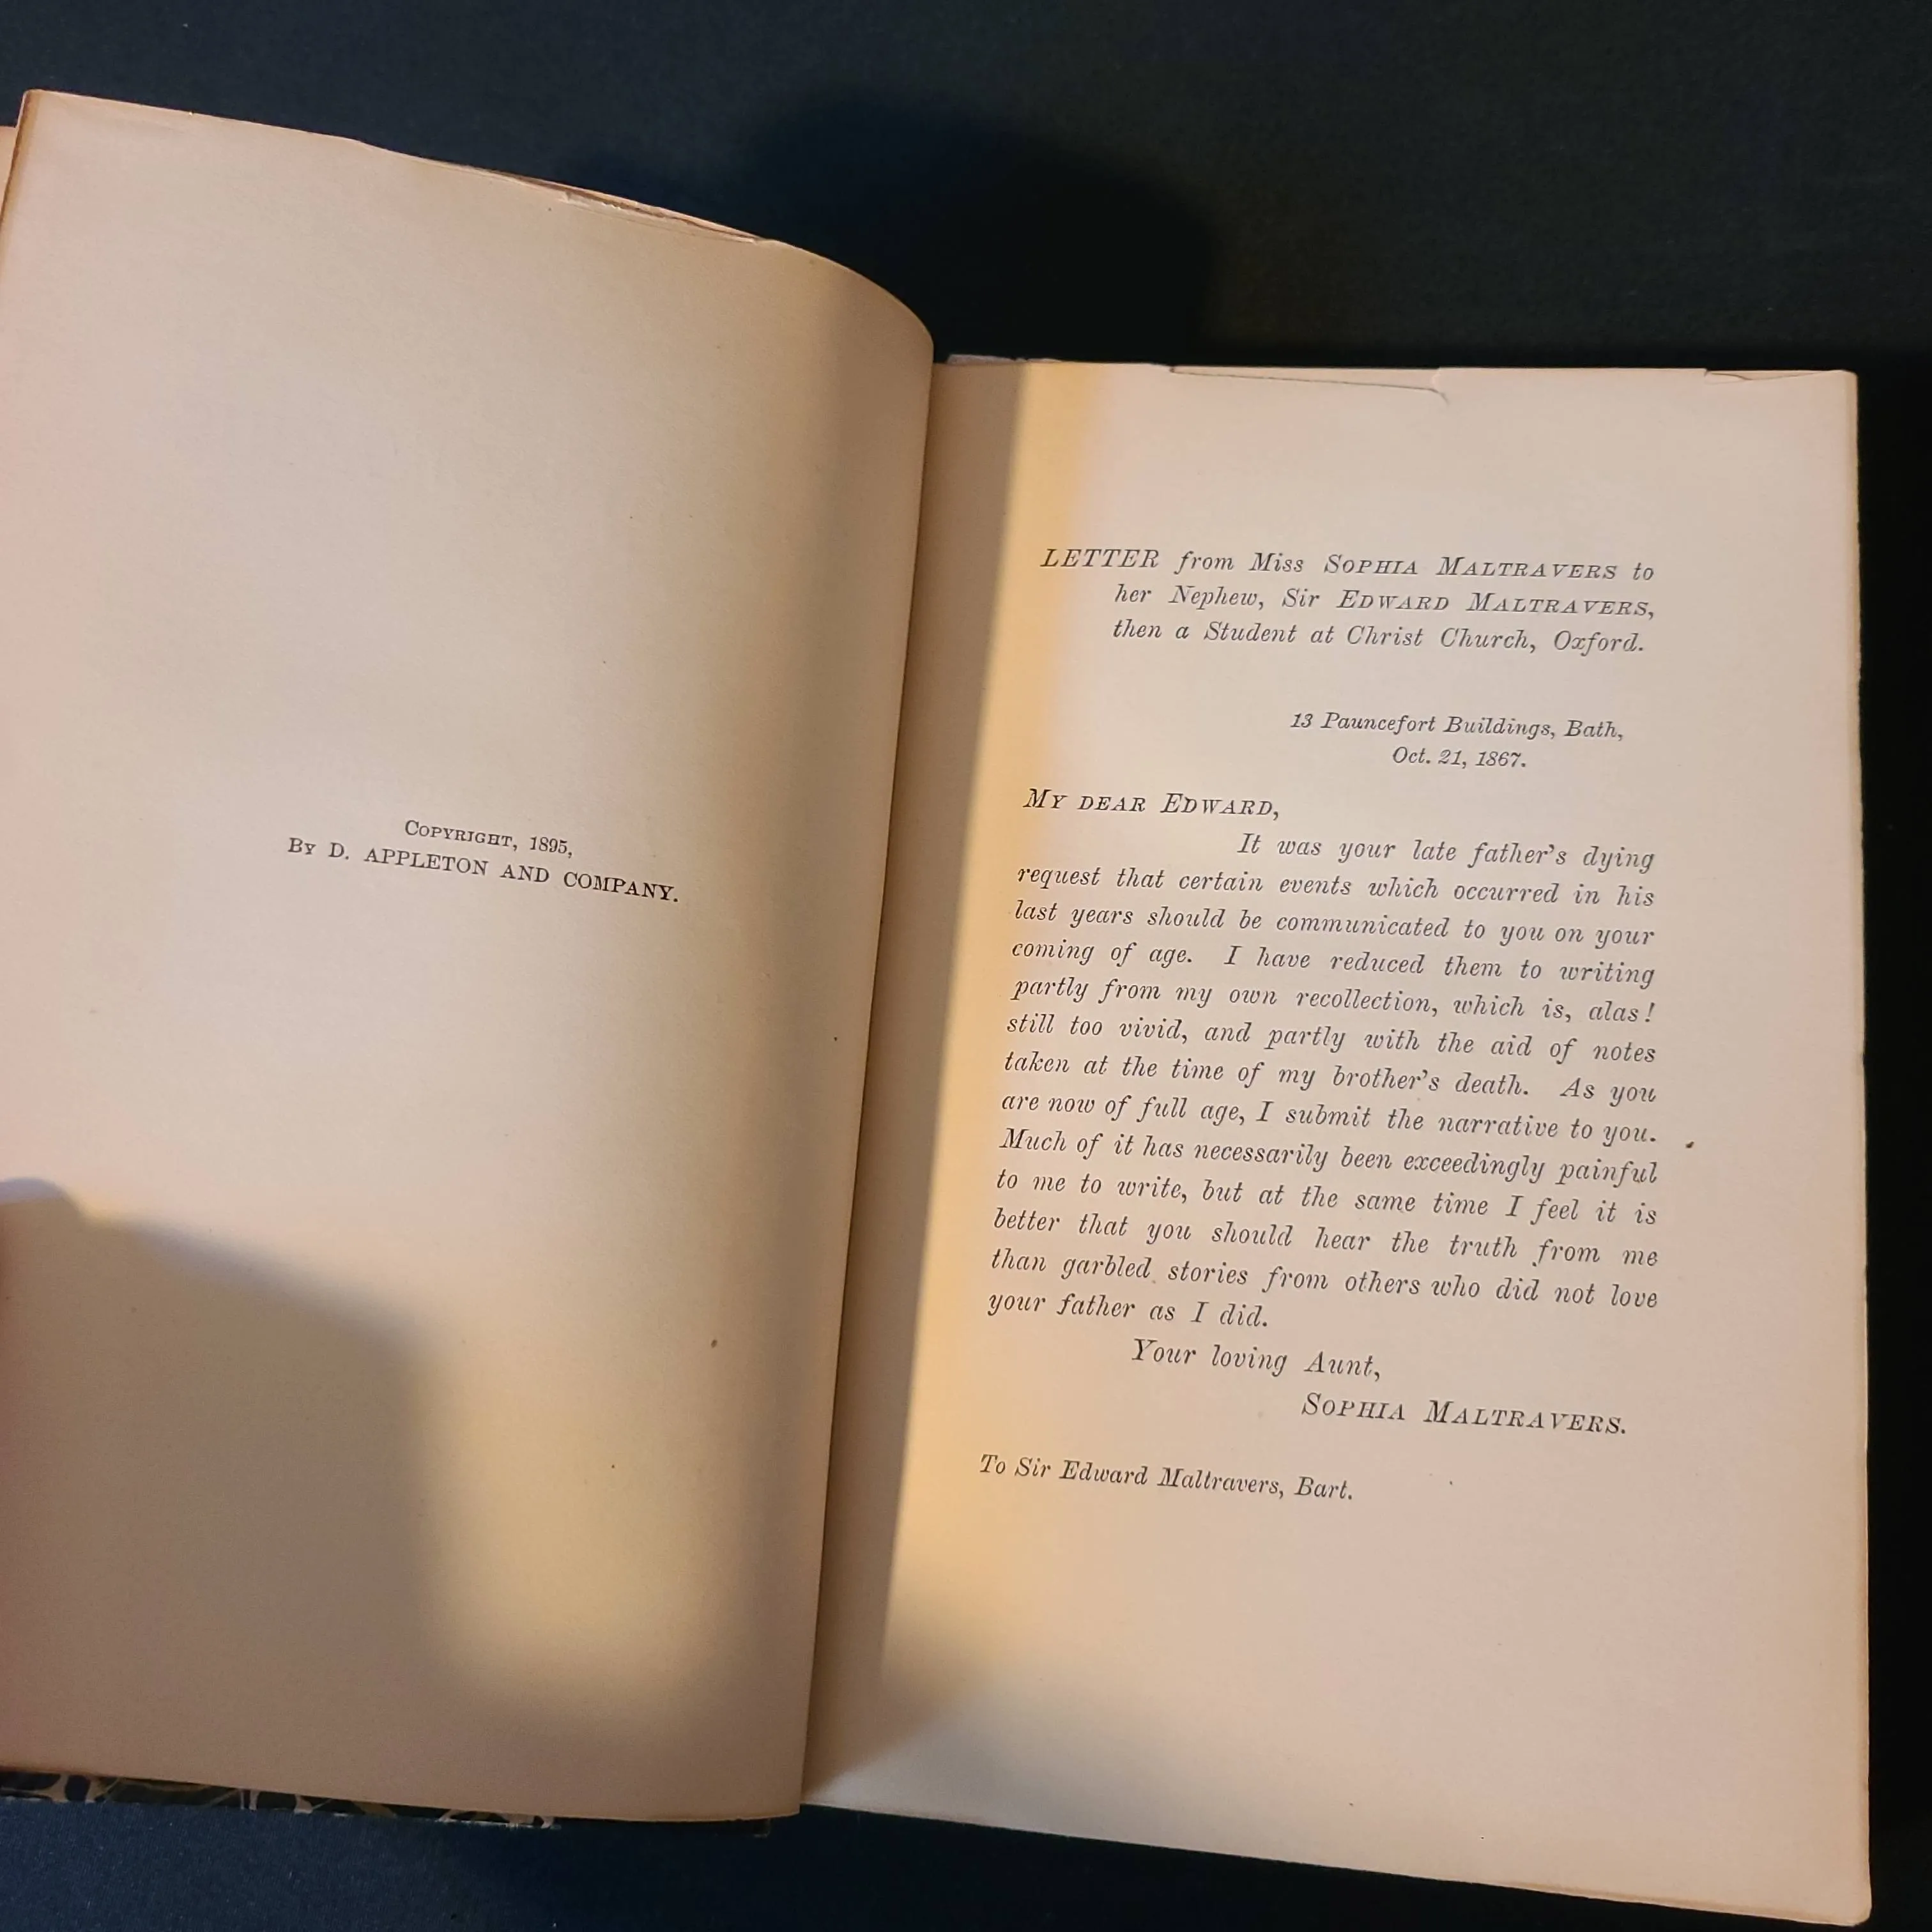 COPYRIGHT, 1895,
BY D. APPLETON AND COMPANY.
LETTER from Miss SOPHIA MALTRAVERS to
her Nephew, Sir EDWARD MALTRAVERS,
then a Student at Christ Church, Oxford.
13 Pauncefort Buildings, Bath,
Oct. 21, 1867.
MY DEAR EDWARD,
It was your late father's dying
request that certain events which occurred in his
last years should be communicated to you on your
coming of age. I have reduced them to writing
partly from my own recollection, which is, alas!
still too vivid, and partly with the aid of notes
taken at the time of my brother's death. As you
are now of full age, I submit the narrative to you.
Much of it has necessarily been exceedingly painful
to me to write, but at the same time I feel it is
better that you should hear the truth from me
than garbled stories from others who did not love
your father as I did.
Your loving Aunt,
SOPHIA MALTRAVERS.
To Sir Edward Maltravers, Bart.